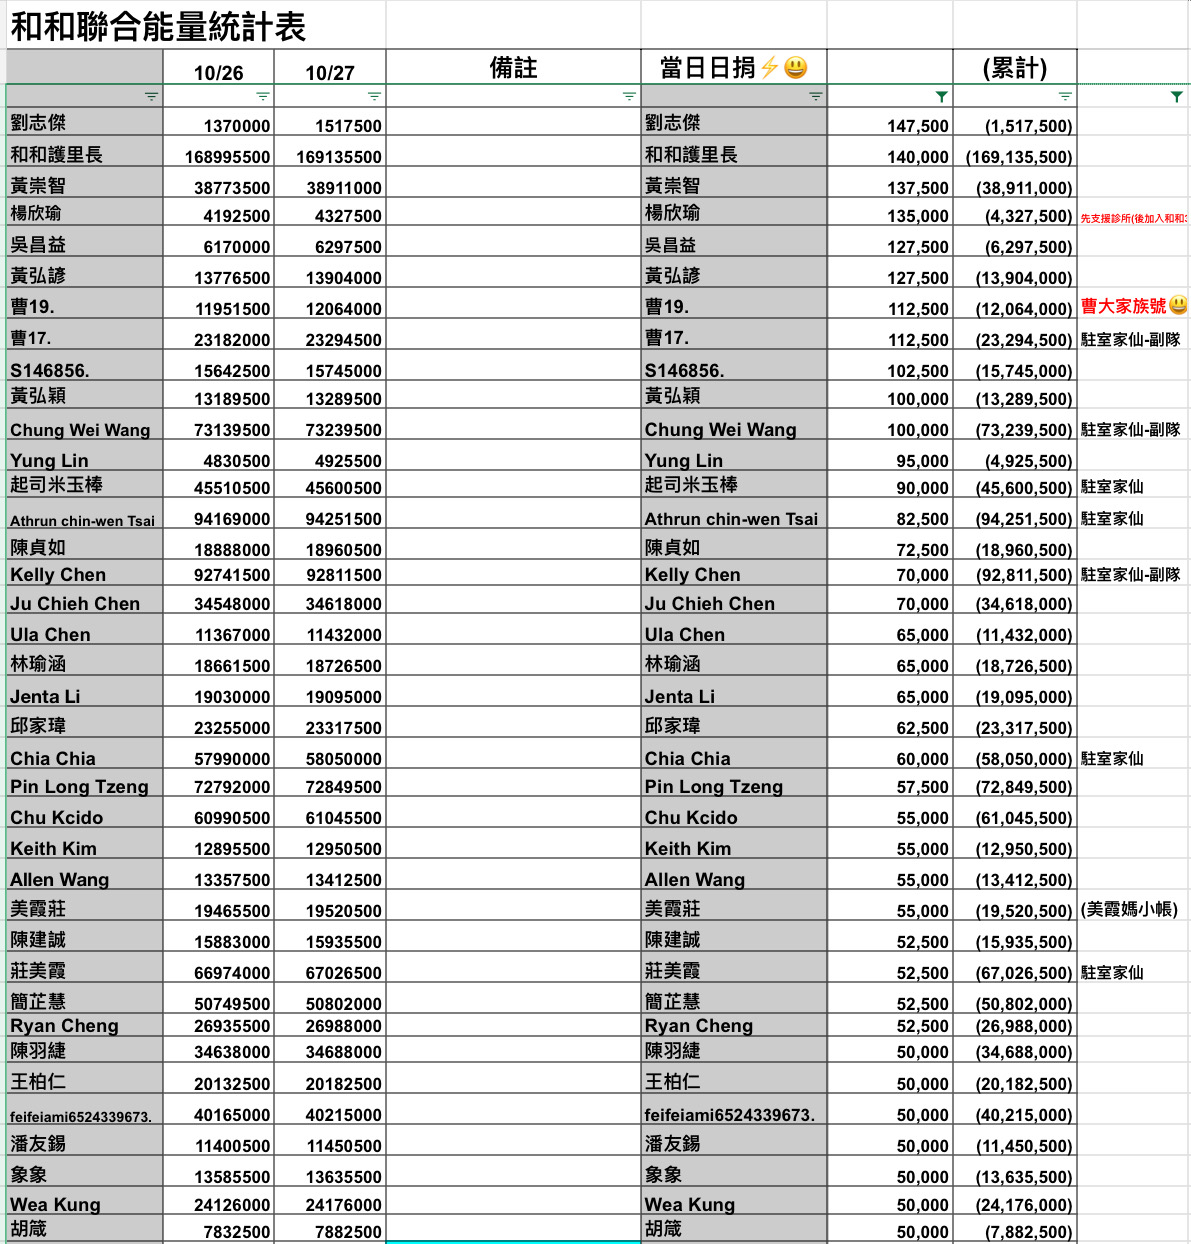 和和聯合能量統計表
10/26 10/27 備註 當日日捐⚡😃 (累計)
劉志傑 1370000 1517500 劉志傑 147,500 (1,517,500)
和和護里長 168995500 169135500 和和護里長 140,000 (169,135,500)
黃崇智 38773500 38911000 黃崇智 137,500 (38,911,000)
楊欣瑜 4192500 4327500 楊欣瑜 135,000 (4,327,500) 先支援診所(後加入和和
吳昌益 6170000 6297500 吳昌益 127,500 (6,297,500)
黃弘諺 13776500 13904000 黃弘諺 127,500 (13,904,000)
曹19. 11951500 12064000 曹19. 112,500 (12,064,000) 曹大家族號😃
曹17. 23182000 23294500 曹17. 112,500 (23,294,500) 駐室家仙-副隊
S146856. 15642500 15745000 S146856. 102,500 (15,745,000)
黃弘穎 13189500 13289500 黃弘穎 100,000 (13,289,500)
Chung Wei Wang 73139500 73239500 Chung Wei Wang 100,000 (73,239,500) 駐室家仙-副隊
Yung Lin 4830500 4925500 Yung Lin 95,000 (4,925,500)
起司米玉棒 45510500 45600500 起司米玉棒 90,000 (45,600,500) 駐室家仙
Athrun chin-wen Tsai 94169000 94251500 Athrun chin-wen Tsai 82,500 (94,251,500) 駐室家仙
陳貞如 18888000 18960500 陳貞如 72,500 (18,960,500)
Kelly Chen 92741500 92811500 Kelly Chen 70,000 (92,811,500) 駐室家仙-副隊
Ju Chieh Chen 34548000 34618000 Ju Chieh Chen 70,000 (34,618,000)
Ula Chen 11367000 11432000 Ula Chen 65,000 (11,432,000)
林瑜涵 18661500 18726500 林瑜涵 65,000 (18,726,500)
Jenta Li 19030000 19095000 Jenta Li 65,000 (19,095,000)
邱家瑋 23255000 23317500 邱家瑋 62,500 (23,317,500)
Chia Chia 57990000 58050000 Chia Chia 60,000 (58,050,000) 駐室家仙
Pin Long Tzeng 72792000 72849500 Pin Long Tzeng 57,500 (72,849,500)
Chu Kcido 60990500 61045500 Chu Kcido 55,000 (61,045,500)
Keith Kim 12895500 12950500 Keith Kim 55,000 (12,950,500)
Allen Wang 13357500 13412500 Allen Wang 55,000 (13,412,500)
美霞莊 19465500 19520500 美霞莊 55,000 (19,520,500) (美霞媽小帳)
陳建誠 15883000 15935500 陳建誠 52,500 (15,935,500)
莊美霞 66974000 67026500 莊美霞 52,500 (67,026,500) 駐室家仙
簡芷慧 50749500 50802000 簡芷慧 52,500 (50,802,000)
Ryan Cheng 26935500 26988000 Ryan Cheng 52,500 (26,988,000)
陳羽緁 34638000 34688000 陳羽緁 50,000 (34,688,000)
王柏仁 20132500 20182500 王柏仁 50,000 (20,182,500)
feifeiami6524339673. 40165000 40215000 feifeiami6524339673. 50,000 (40,215,000)
潘友錫 11400500 11450500 潘友錫 50,000 (11,450,500)
象象 13585500 13635500 象象 50,000 (13,635,500)
Wea Kung 24126000 24176000 Wea Kung 50,000 (24,176,000)
胡箴 7832500 7882500 胡箴 50,000 (7,882,500)